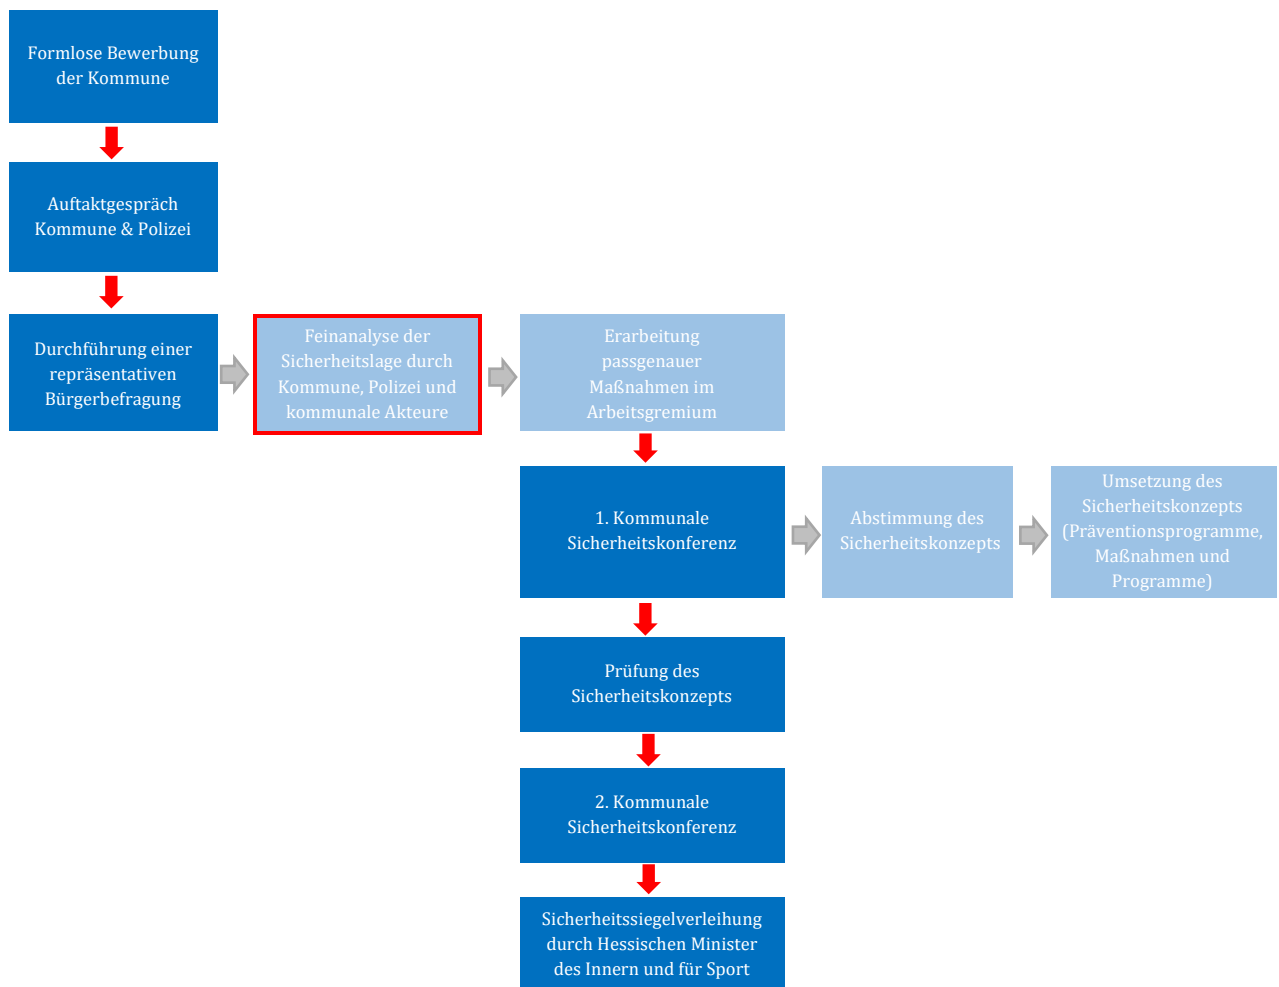 Formlose Bewerbung
der Kommune
Auftaktgespräch
Kommune & Polizei
Durchführung einer
repräsentativen
Bürgerbefragung
Feinanalyse der
Sicherheitslage durch
Kommune, Polizei und
kommunale Akteure
Erarbeitung
passgenauer
Maßnahmen im
Arbeitsgremium
1. Kommunale
Sicherheitskonferenz
Abstimmung des
Sicherheitskonzepts
Umsetzung des
Sicherheitskonzepts
(Präventionsprogramme,
Maßnahmen und
Programme)
Prüfung des
Sicherheitskonzepts
2. Kommunale
Sicherheitskonferenz
Sicherheitssiegelverleihung
durch Hessischen Minister
des Innern und für Sport